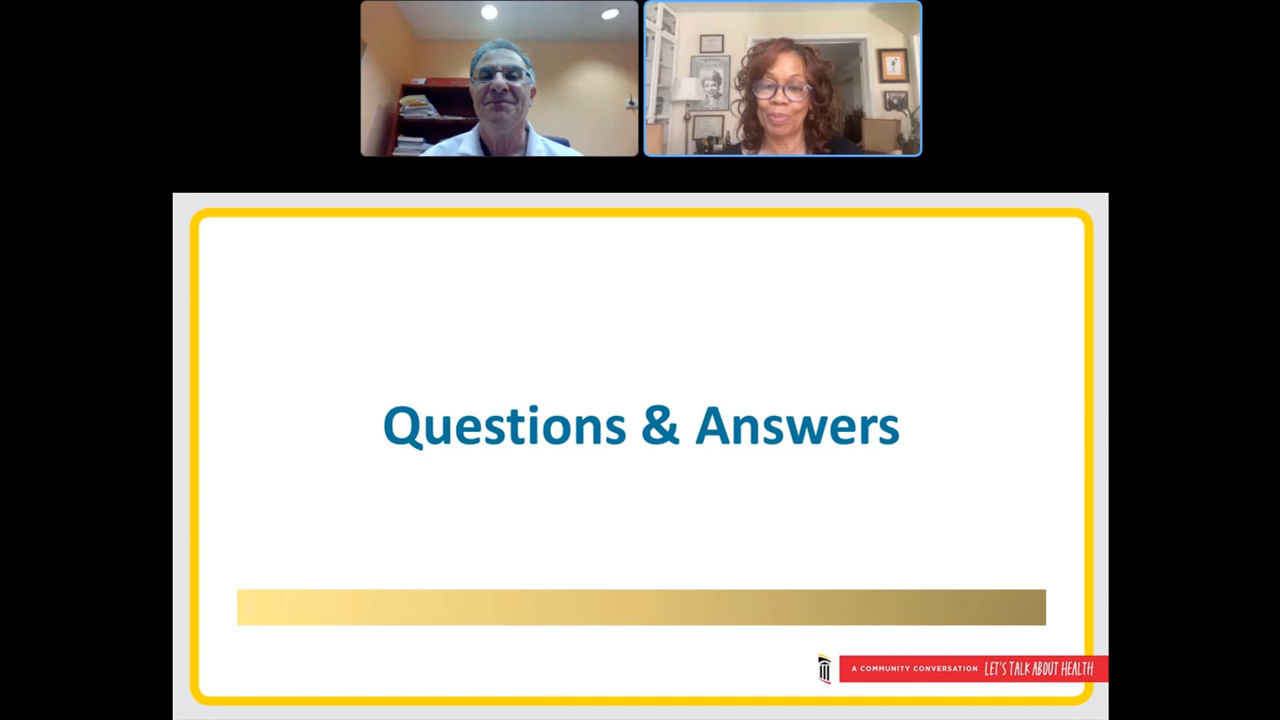 Questions & Answers
A COMMUNITY CONVERSATION LET'S TALK ABOUT HEALTH